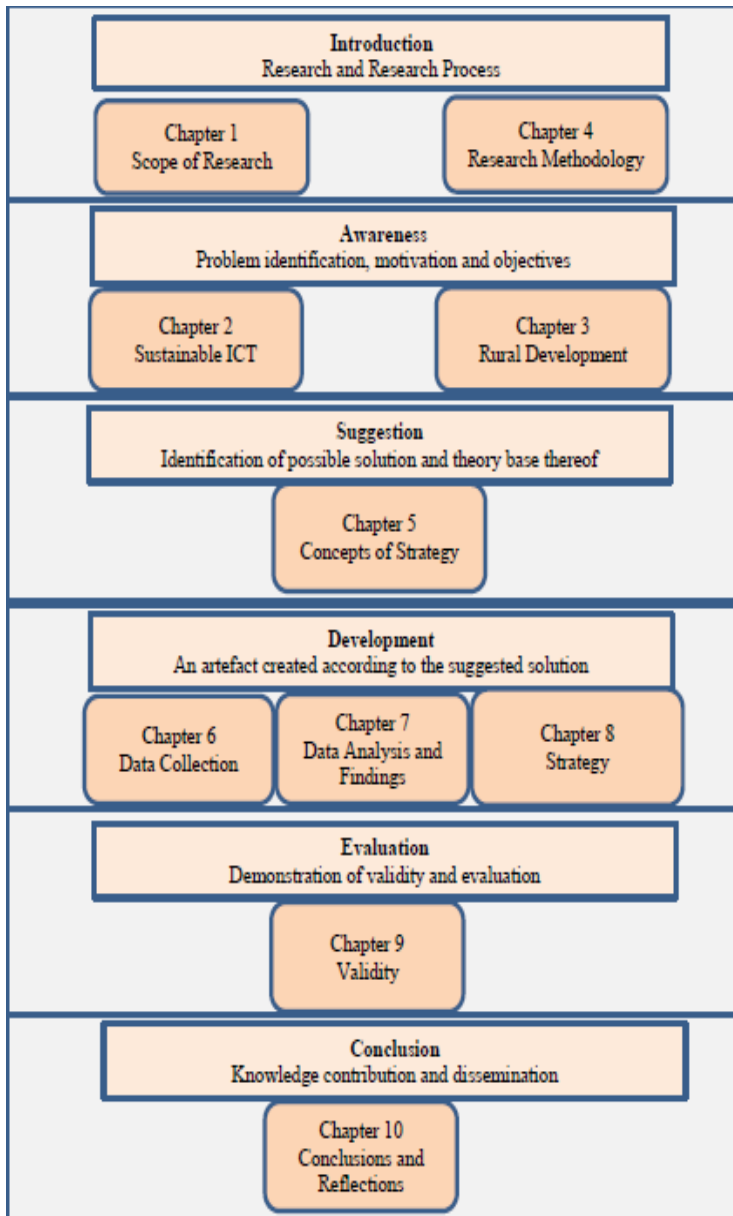 Introduction
Research and Research Process
Chapter 1
Scope of Research
Chapter 4
Research Methodology
Awareness
Problem identification, motivation and objectives
Chapter 2
Sustainable ICT
Chapter 3
Rural Development
Suggestion
Identification of possible solution and theory base thereof
Chapter 5
Concepts of Strategy
Development
An artefact created according to the suggested solution
Chapter 6
Data Collection
Chapter 7
Data Analysis and
Findings
Chapter 8
Strategy
Evaluation
Demonstration of validity and evaluation
Chapter 9
Validity
Conclusion
Knowledge contribution and dissemination
Chapter 10
Conclusions and
Reflections